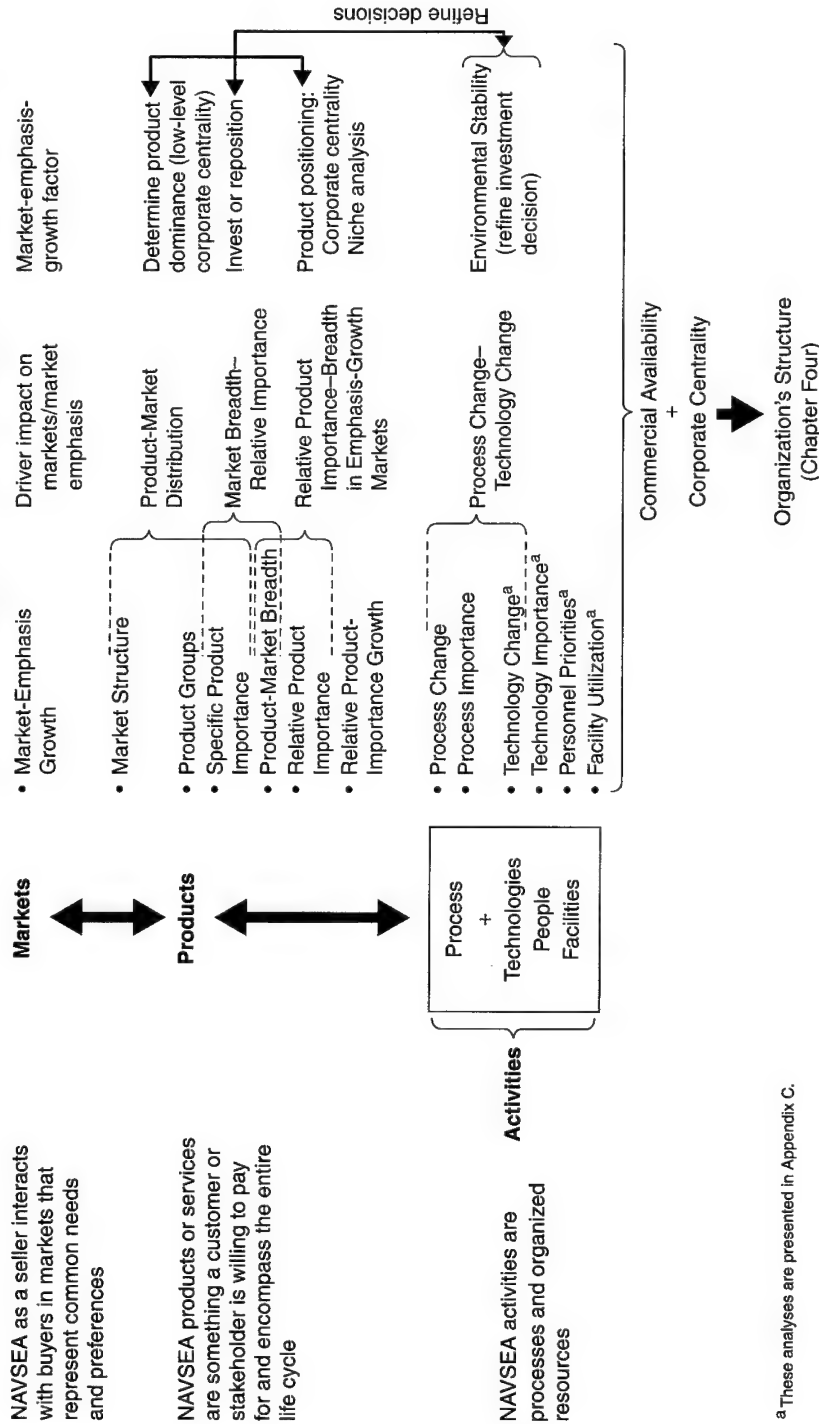 NAVSEA as a seller interacts
with buyers in markets that
represent common needs
and preferences
Markets
• Market-Emphasis
Growth
Driver impact on
markets/market
emphasis
Market-emphasis-
growth factor
• Market Structure
Product-Market
Distribution
Determine product
dominance (low-level
corporate centrality)
NAVSEA products or services
are something a customer or
stakeholder is willing to pay
for and encompass the entire
life cycle
Products
• Product Groups
• Specific Product
Importance
• Product-Market Breadth
• Relative Product
Importance
• Relative Product-
Importance Growth
Market Breadth–
Relative Importance
Invest or reposition
Relative Product
Importance–Breadth
in Emphasis-Growth
Markets
Product positioning:
Corporate centrality
Niche analysis
Refine decisions
NAVSEA activities are
processes and organized
resources
Activities
Process
+
Technologies
People
Facilities
• Process Change
• Process Importance
• Technology Changeᵃ
• Technology Importanceᵃ
• Personnel Prioritiesᵃ
• Facility Utilizationᵃ
Process Change–
Technology Change
Environmental Stability
(refine investment
decision)
Commercial Availability
+
Corporate Centrality
Organization's Structure
(Chapter Four)
ᵃThese analyses are presented in Appendix C.